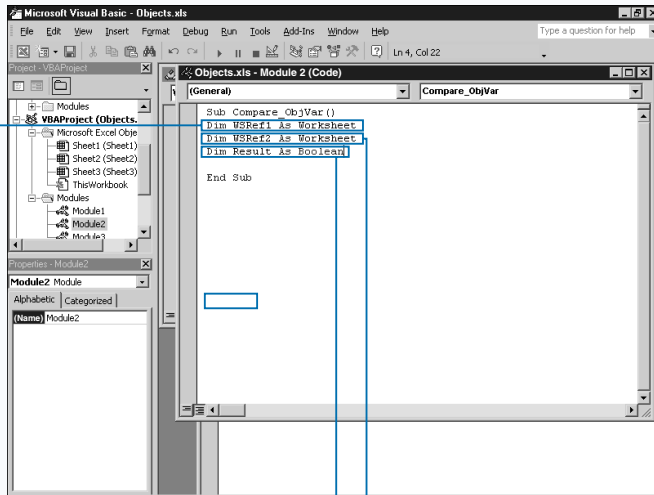 Microsoft Visual Basic - Objects.xls
File Edit View Insert Format Debug Run Tools Add-Ins Window Help
Type a question for help
Ln 4, Col 22
Project - VBAProject
Modules
VBAProject (Objects.
Microsoft Excel Obje
Sheet1 (Sheet1)
Sheet2 (Sheet2)
Sheet3 (Sheet3)
ThisWorkbook
Modules
Module1
Module2
Module3
Properties - Module2
Module2 Module
Alphabetic Categorized
(Name) Module2
Objects.xls - Module 2 (Code)
(General) Compare_ObjVar
Sub Compare_ObjVar()
Dim WSRef1 As Worksheet
Dim WSRef2 As Worksheet
Dim Result As Boolean
End Sub